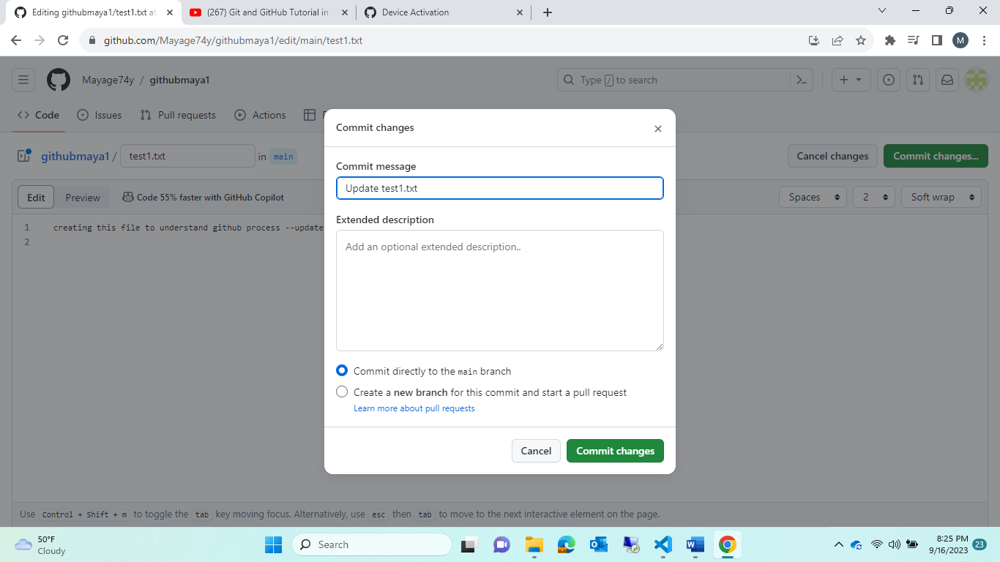 Editing githubmaya1/test1.txt at
(267) Git and GitHub Tutorial in
Device Activation
github.com/Mayage74y/githubmaya1/edit/main/test1.txt
M
Mayage74y / githubmaya1
Type / to search
Code
Issues
Pull requests
Actions
githubmaya1 / test1.txt in main
Cancel changes
Commit changes...
Edit
Preview
Code 55% faster with GitHub Copilot
Spaces
2
Soft wrap
1 creating this file to understand github process --update
2
Commit changes
Commit message
Update test1.txt
Extended description
Add an optional extended description..
Commit directly to the main branch
Create a new branch for this commit and start a pull request
Learn more about pull requests
Cancel
Commit changes
Use Control + Shift + m to toggle the tab key moving focus. Alternatively, use esc then tab to move to the next interactive element on the page.
50°F
Cloudy
Search
8:25 PM
9/16/2023
23